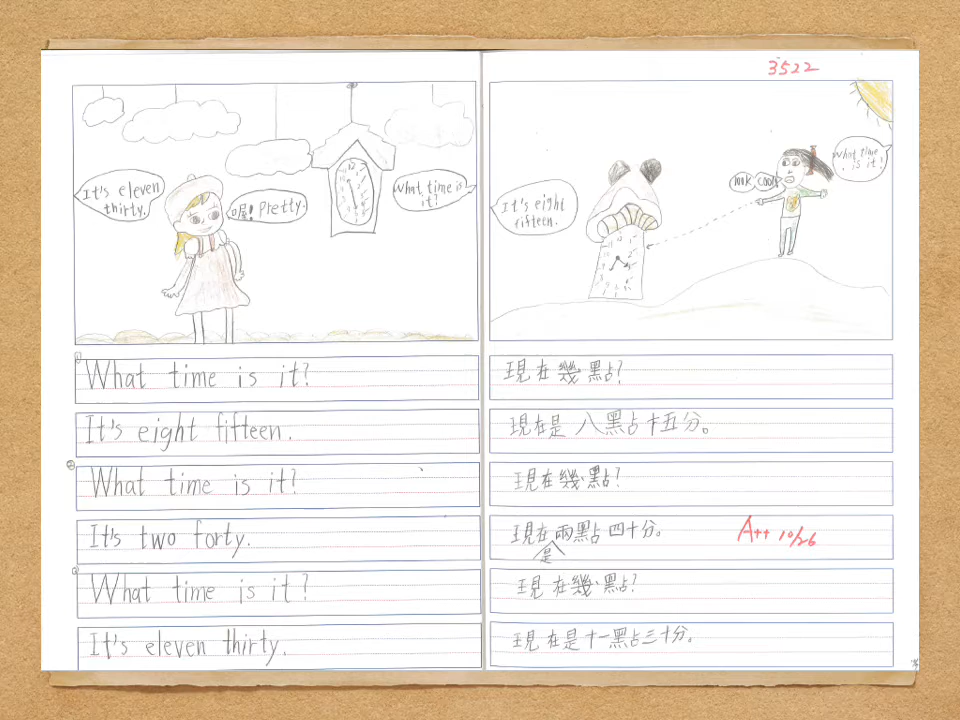 3522
It's eleven
thirty.
喔! Pretty.
What time is
it?
It's eight
fifteen.
look cool
What time
is it?
What time is it?
現在幾點?
It's eight fifteen.
現在是八點十五分。
What time is it?
現在幾點?
It's two forty.
現在是兩點四十分。
A++ 10/26
What time is it?
現在幾點?
It's eleven thirty.
現在是十一點三十分。